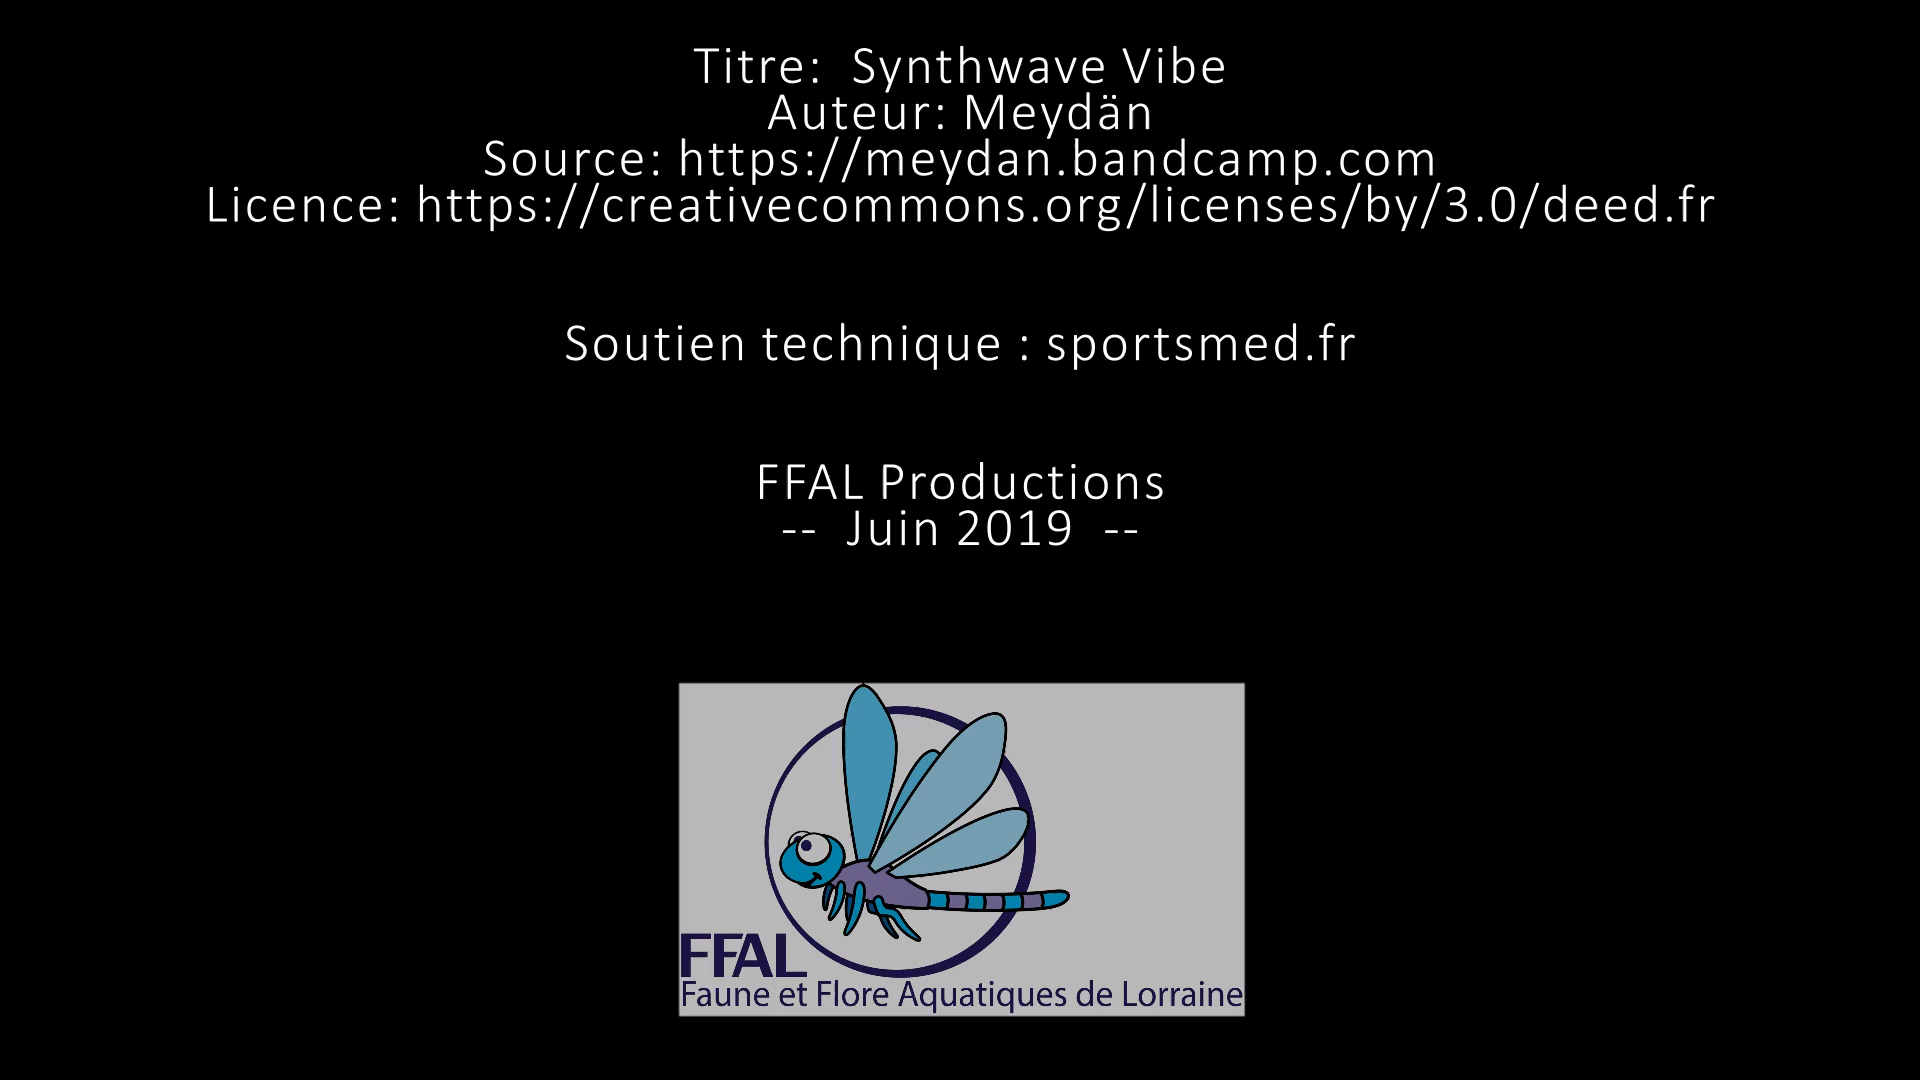 Titre:  Synthwave Vibe
Auteur: Meydän
Source: https://meydan.bandcamp.com
Licence: https://creativecommons.org/licenses/by/3.0/deed.fr
Soutien technique : sportsmed.fr
FFAL Productions
--  Juin 2019  --
FFAL
Faune et Flore Aquatiques de Lorraine